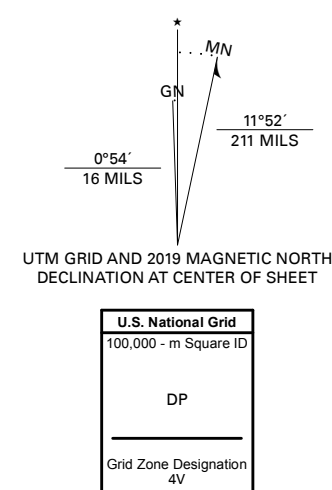 ★
MN
GN
11°52´
211 MILS
0°54´
16 MILS
UTM GRID AND 2019 MAGNETIC NORTH
DECLINATION AT CENTER OF SHEET
U.S. National Grid
100,000 - m Square ID
DP
Grid Zone Designation
4V